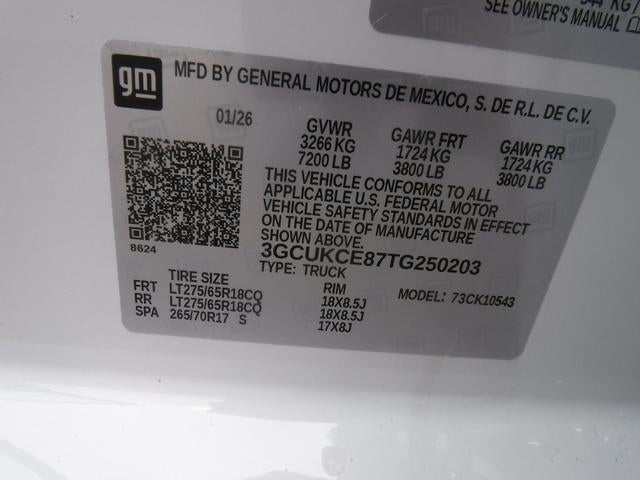 KG
SEE OWNER'S MANUAL
gm MFD BY GENERAL MOTORS DE MEXICO, S. DE R.L. DE C.V.
01/26 GVWR GAWR FRT GAWR RR
3266 KG 1724 KG 1724 KG
7200 LB 3800 LB 3800 LB
THIS VEHICLE CONFORMS TO ALL
APPLICABLE U.S. FEDERAL MOTOR
VEHICLE SAFETY STANDARDS IN EFFECT
ON THE DATE OF MANUFACTURE
SHOWN ABOVE.
8624
3GCUKCE87TG250203
TYPE: TRUCK
TIRE SIZE RIM MODEL: 73CK10543
FRT LT275/65R18CQ 18X8.5J
RR LT275/65R18CQ 18X8.5J
SPA 265/70R17 S 17X8J